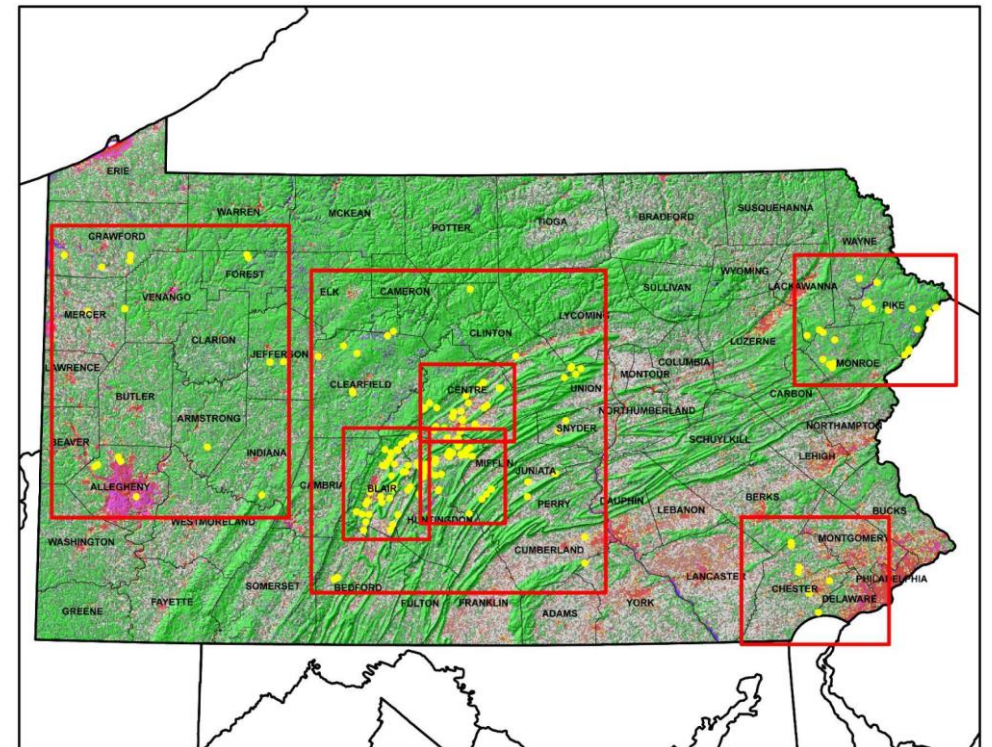 ERIE
WARREN
MCKEAN
POTTER
TIOGA
BRADFORD
SUSQUEHANNA
WAYNE
CRAWFORD
FOREST
ELK
CAMERON
SULLIVAN
WYOMING
LACKAWANNA
PIKE
VENANGO
MERCER
CLARION
JEFFERSON
CLINTON
LYCOMING
LUZERNE
MONROE
LAWRENCE
BUTLER
ARMSTRONG
CLEARFIELD
CENTRE
UNION
MONTOUR
COLUMBIA
NORTHUMBERLAND
CARBON
NORTHAMPTON
BEAVER
INDIANA
SNYDER
SCHUYLKILL
LEHIGH
ALLEGHENY
CAMBRIA
BLAIR
MIFFLIN
JUNIATA
PERRY
DAUPHIN
LEBANON
BERKS
BUCKS
WESTMORELAND
HUNTINGDON
CUMBERLAND
MONTGOMERY
WASHINGTON
SOMERSET
BEDFORD
LANCASTER
CHESTER
PHILADELPHIA
DELAWARE
GREENE
FAYETTE
FULTON
FRANKLIN
ADAMS
YORK